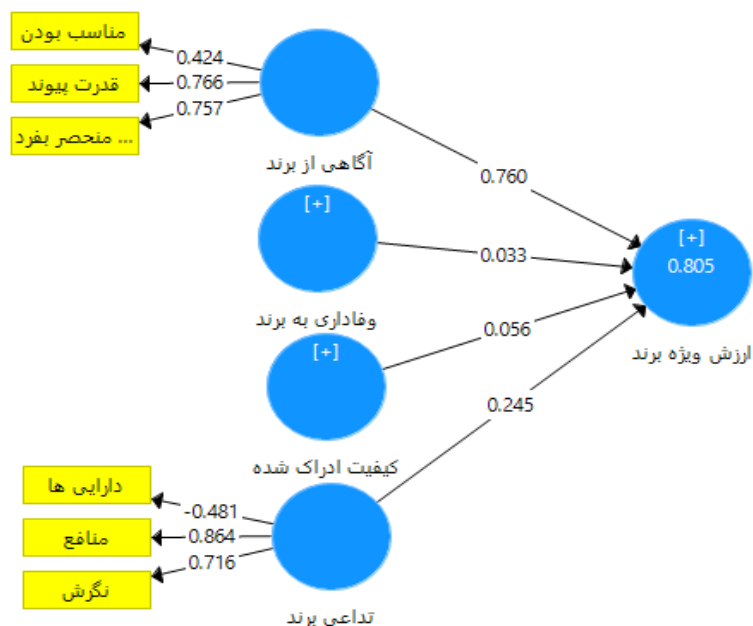 مناسب بودن
0.424
قدرت پیوند
0.766
0.757
منحصر بفرد ...
آگاهی از برند
0.760
[+]
وفاداری به برند
0.033
[+]
0.805
ارزش ویژه برند
[+]
کیفیت ادراک شده
0.056
0.245
دارایی ها
-0.481
منافع
0.864
0.716
نگرش
تداعی برند